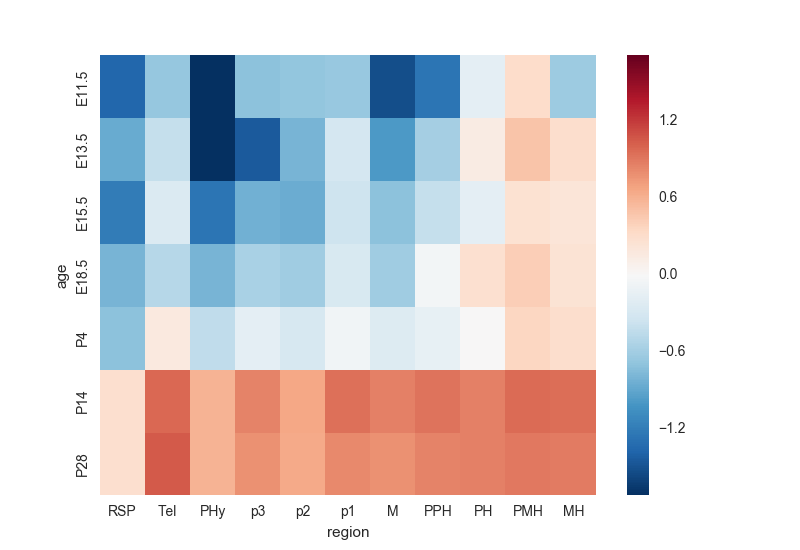 age
E11.5
E13.5
E15.5
E18.5
P4
P14
P28
RSP Tel PHy p3 p2 p1 M PPH PH PMH MH
region
1.2
0.6
0.0
−0.6
−1.2